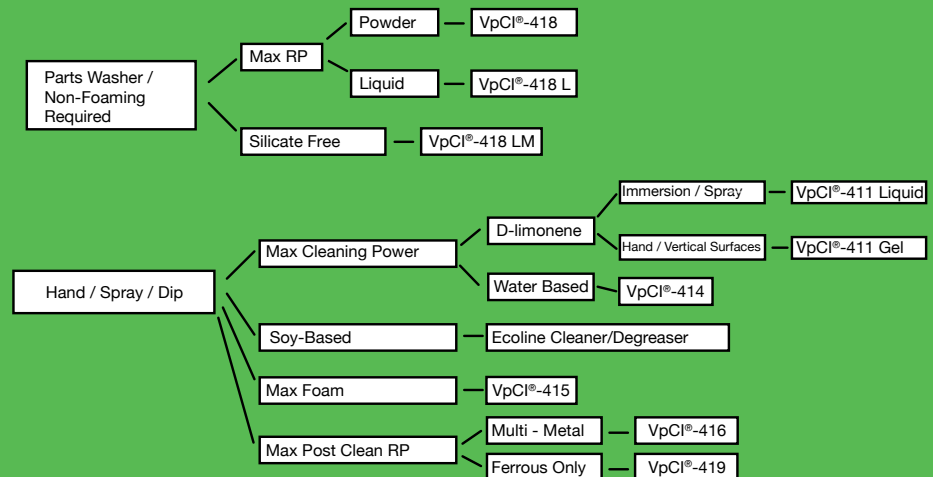 Powder
VpCI®-418
Max RP
Parts Washer /
Non-Foaming
Required
Liquid
VpCI®-418 L
Silicate Free
VpCI®-418 LM
Immersion / Spray
VpCI®-411 Liquid
D-limonene
Max Cleaning Power
Hand / Vertical Surfaces
VpCI®-411 Gel
Water Based
VpCI®-414
Hand / Spray / Dip
Soy-Based
Ecoline Cleaner/Degreaser
Max Foam
VpCI®-415
Multi - Metal
VpCI®-416
Max Post Clean RP
Ferrous Only
VpCI®-419